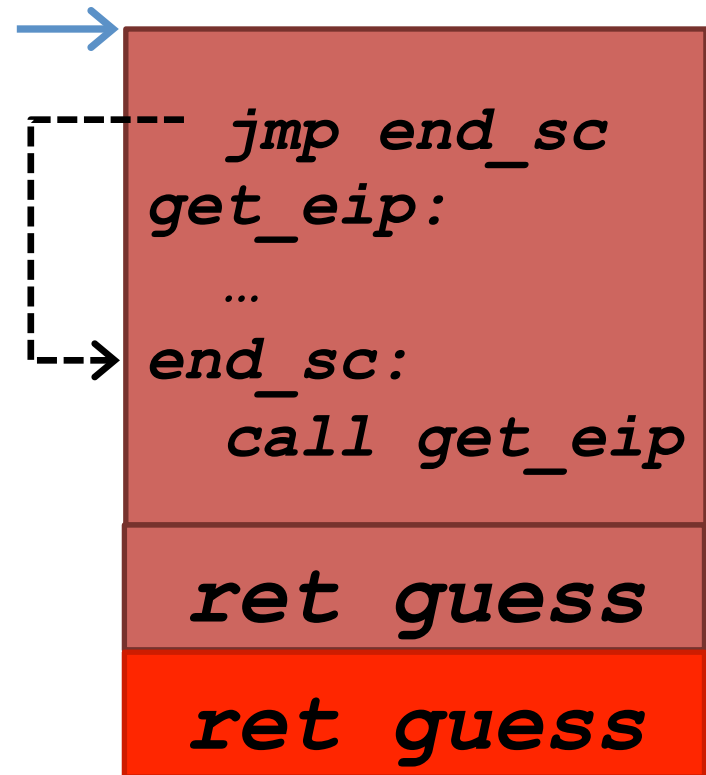 jmp end_sc
get_eip:
…
end_sc:
call get_eip
ret guess
ret guess